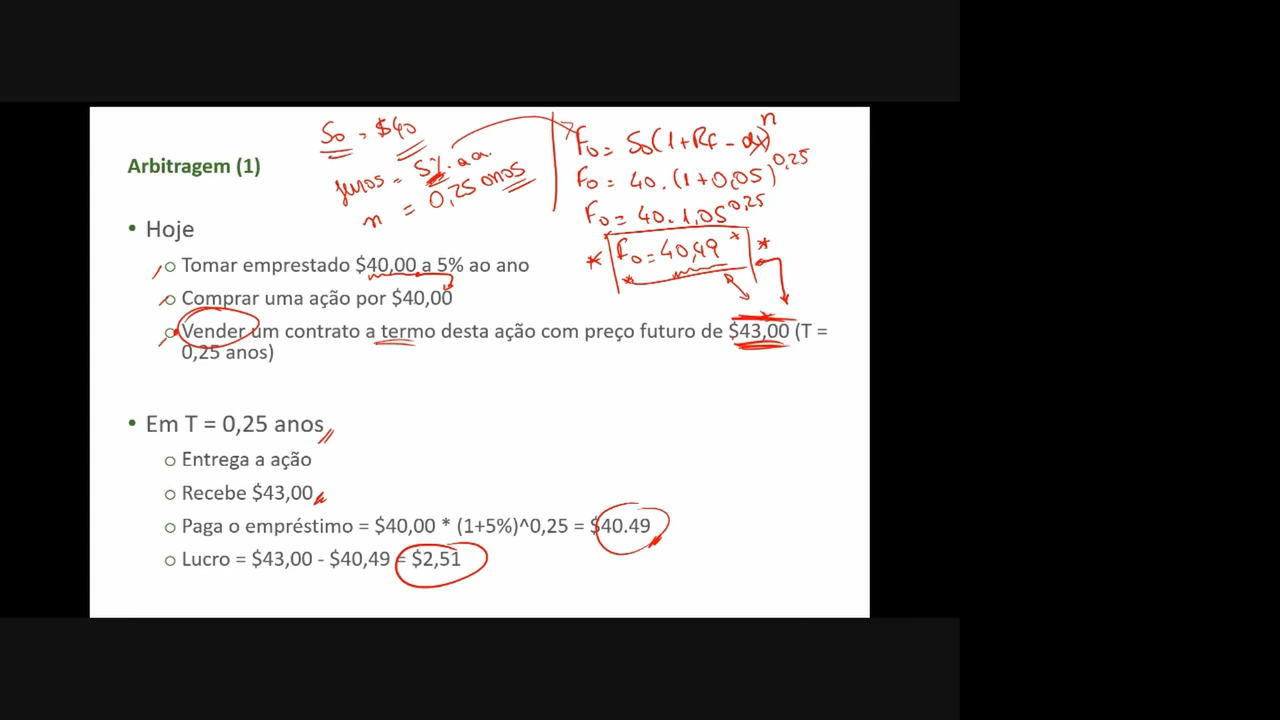 S₀ = $40
juros = 5% a.a.
n = 0,25 anos
F₀ = S₀(1+Rf - dy)ⁿ
F₀ = 40.(1+0,05)^0,25
F₀ = 40.1,05^0,25
* F₀ = 40,49 * *
*
Arbitragem (1)
• Hoje
o Tomar emprestado $40,00 a 5% ao ano
o Comprar uma ação por $40,00
o Vender um contrato a termo desta ação com preço futuro de $43,00 (T =
0,25 anos)
• Em T = 0,25 anos
o Entrega a ação
o Recebe $43,00
o Paga o empréstimo = $40,00 * (1+5%)^0,25 = $40.49
o Lucro = $43,00 - $40,49 = $2,51